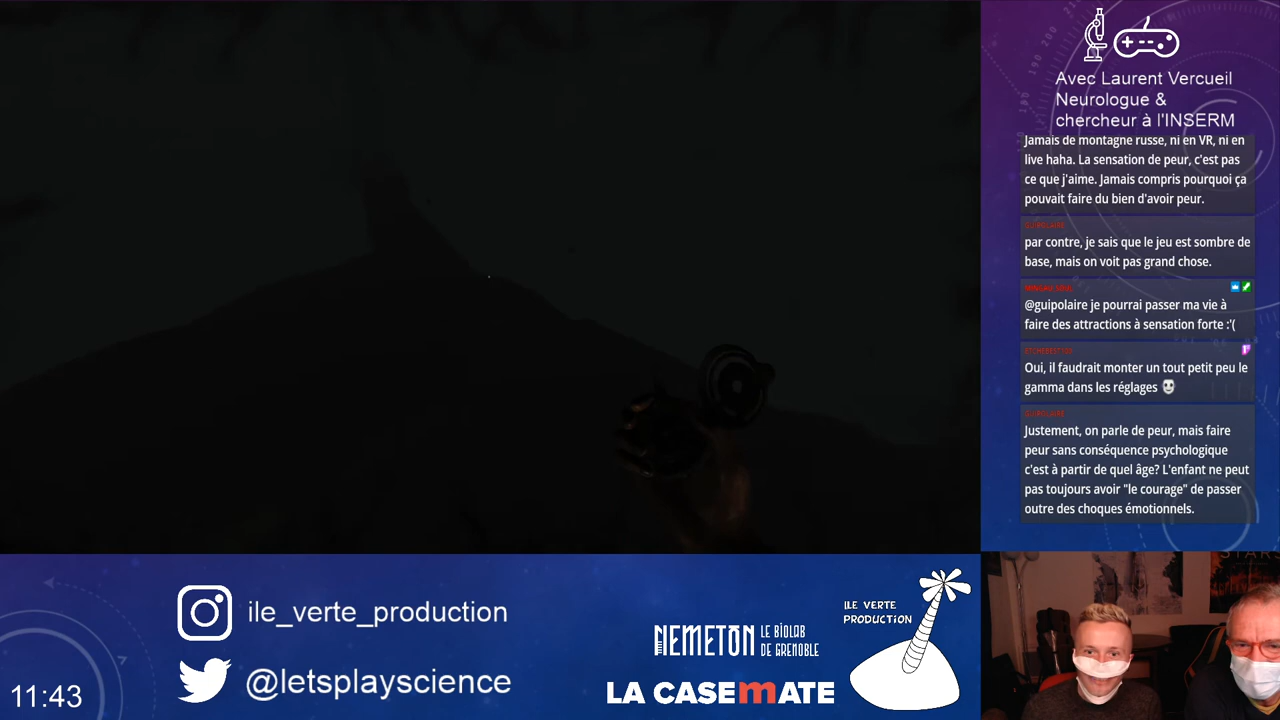 Avec Laurent Vercueil
Neurologue &
chercheur à l'INSERM
Jamais de montagne russe, ni en VR, ni en
live haha. La sensation de peur, c'est pas
ce que j'aime. Jamais compris pourquoi ça
pouvait faire du bien d'avoir peur.
GUIPOLAIRE
par contre, je sais que le jeu est sombre de
base, mais on voit pas grand chose.
@guipolaire je pourrai passer ma vie à
faire des attractions à sensation forte :'(
Oui, il faudrait monter un tout petit peu le
gamma dans les réglages
GUIPOLAIRE
Justement, on parle de peur, mais faire
peur sans conséquence psychologique
c'est à partir de quel âge? L'enfant ne peut
pas toujours avoir "le courage" de passer
outre des choques émotionnels.
ile_verte_production
@letsplayscience
11:43
NEMETON LE BIOLAB
DE GRENOBLE
LA CASEmATE
ILE VERTE
PRODUCTION
STARS